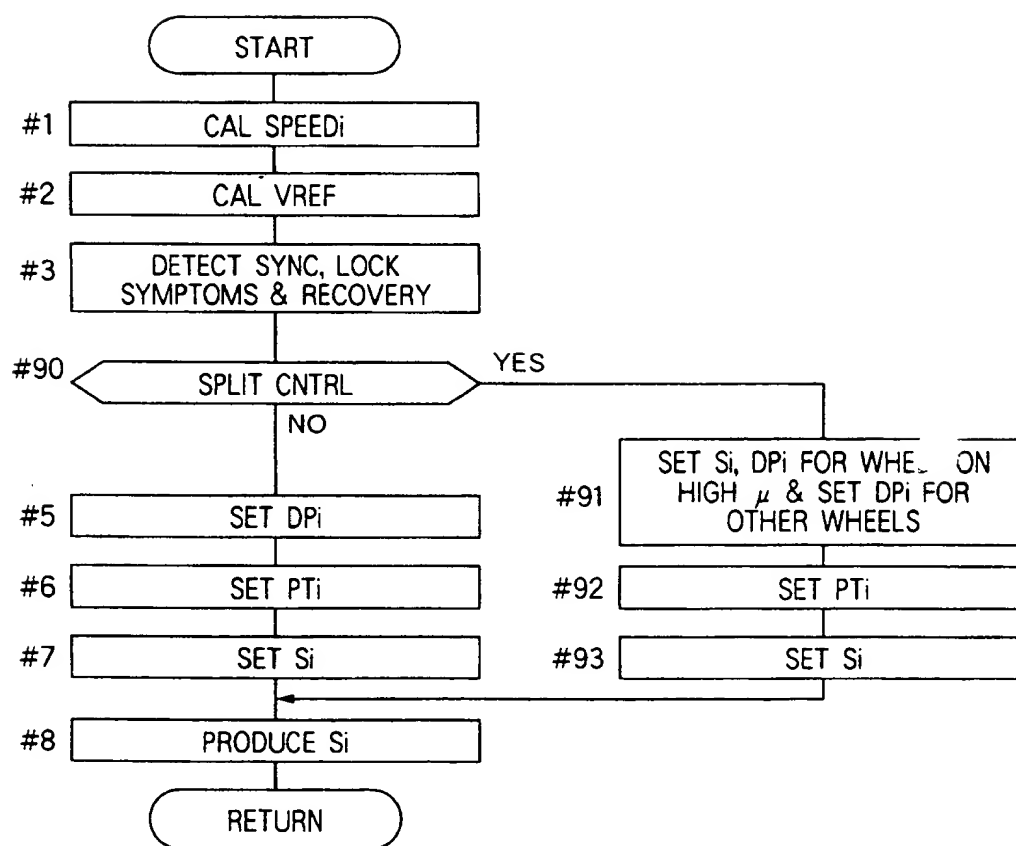 START
#1 CAL SPEEDi
#2 CAL VREF
#3 DETECT SYNC, LOCK
SYMPTOMS & RECOVERY
#90 SPLIT CNTRL
YES
NO
SET Si, DPi FOR ON
#91 HIGH μ & SET DPi FOR
OTHER WHEELS
#5 SET DPi
#6 SET PTi
#7 SET Si
#92 SET PTi
#93 SET Si
#8 PRODUCE Si
RETURN